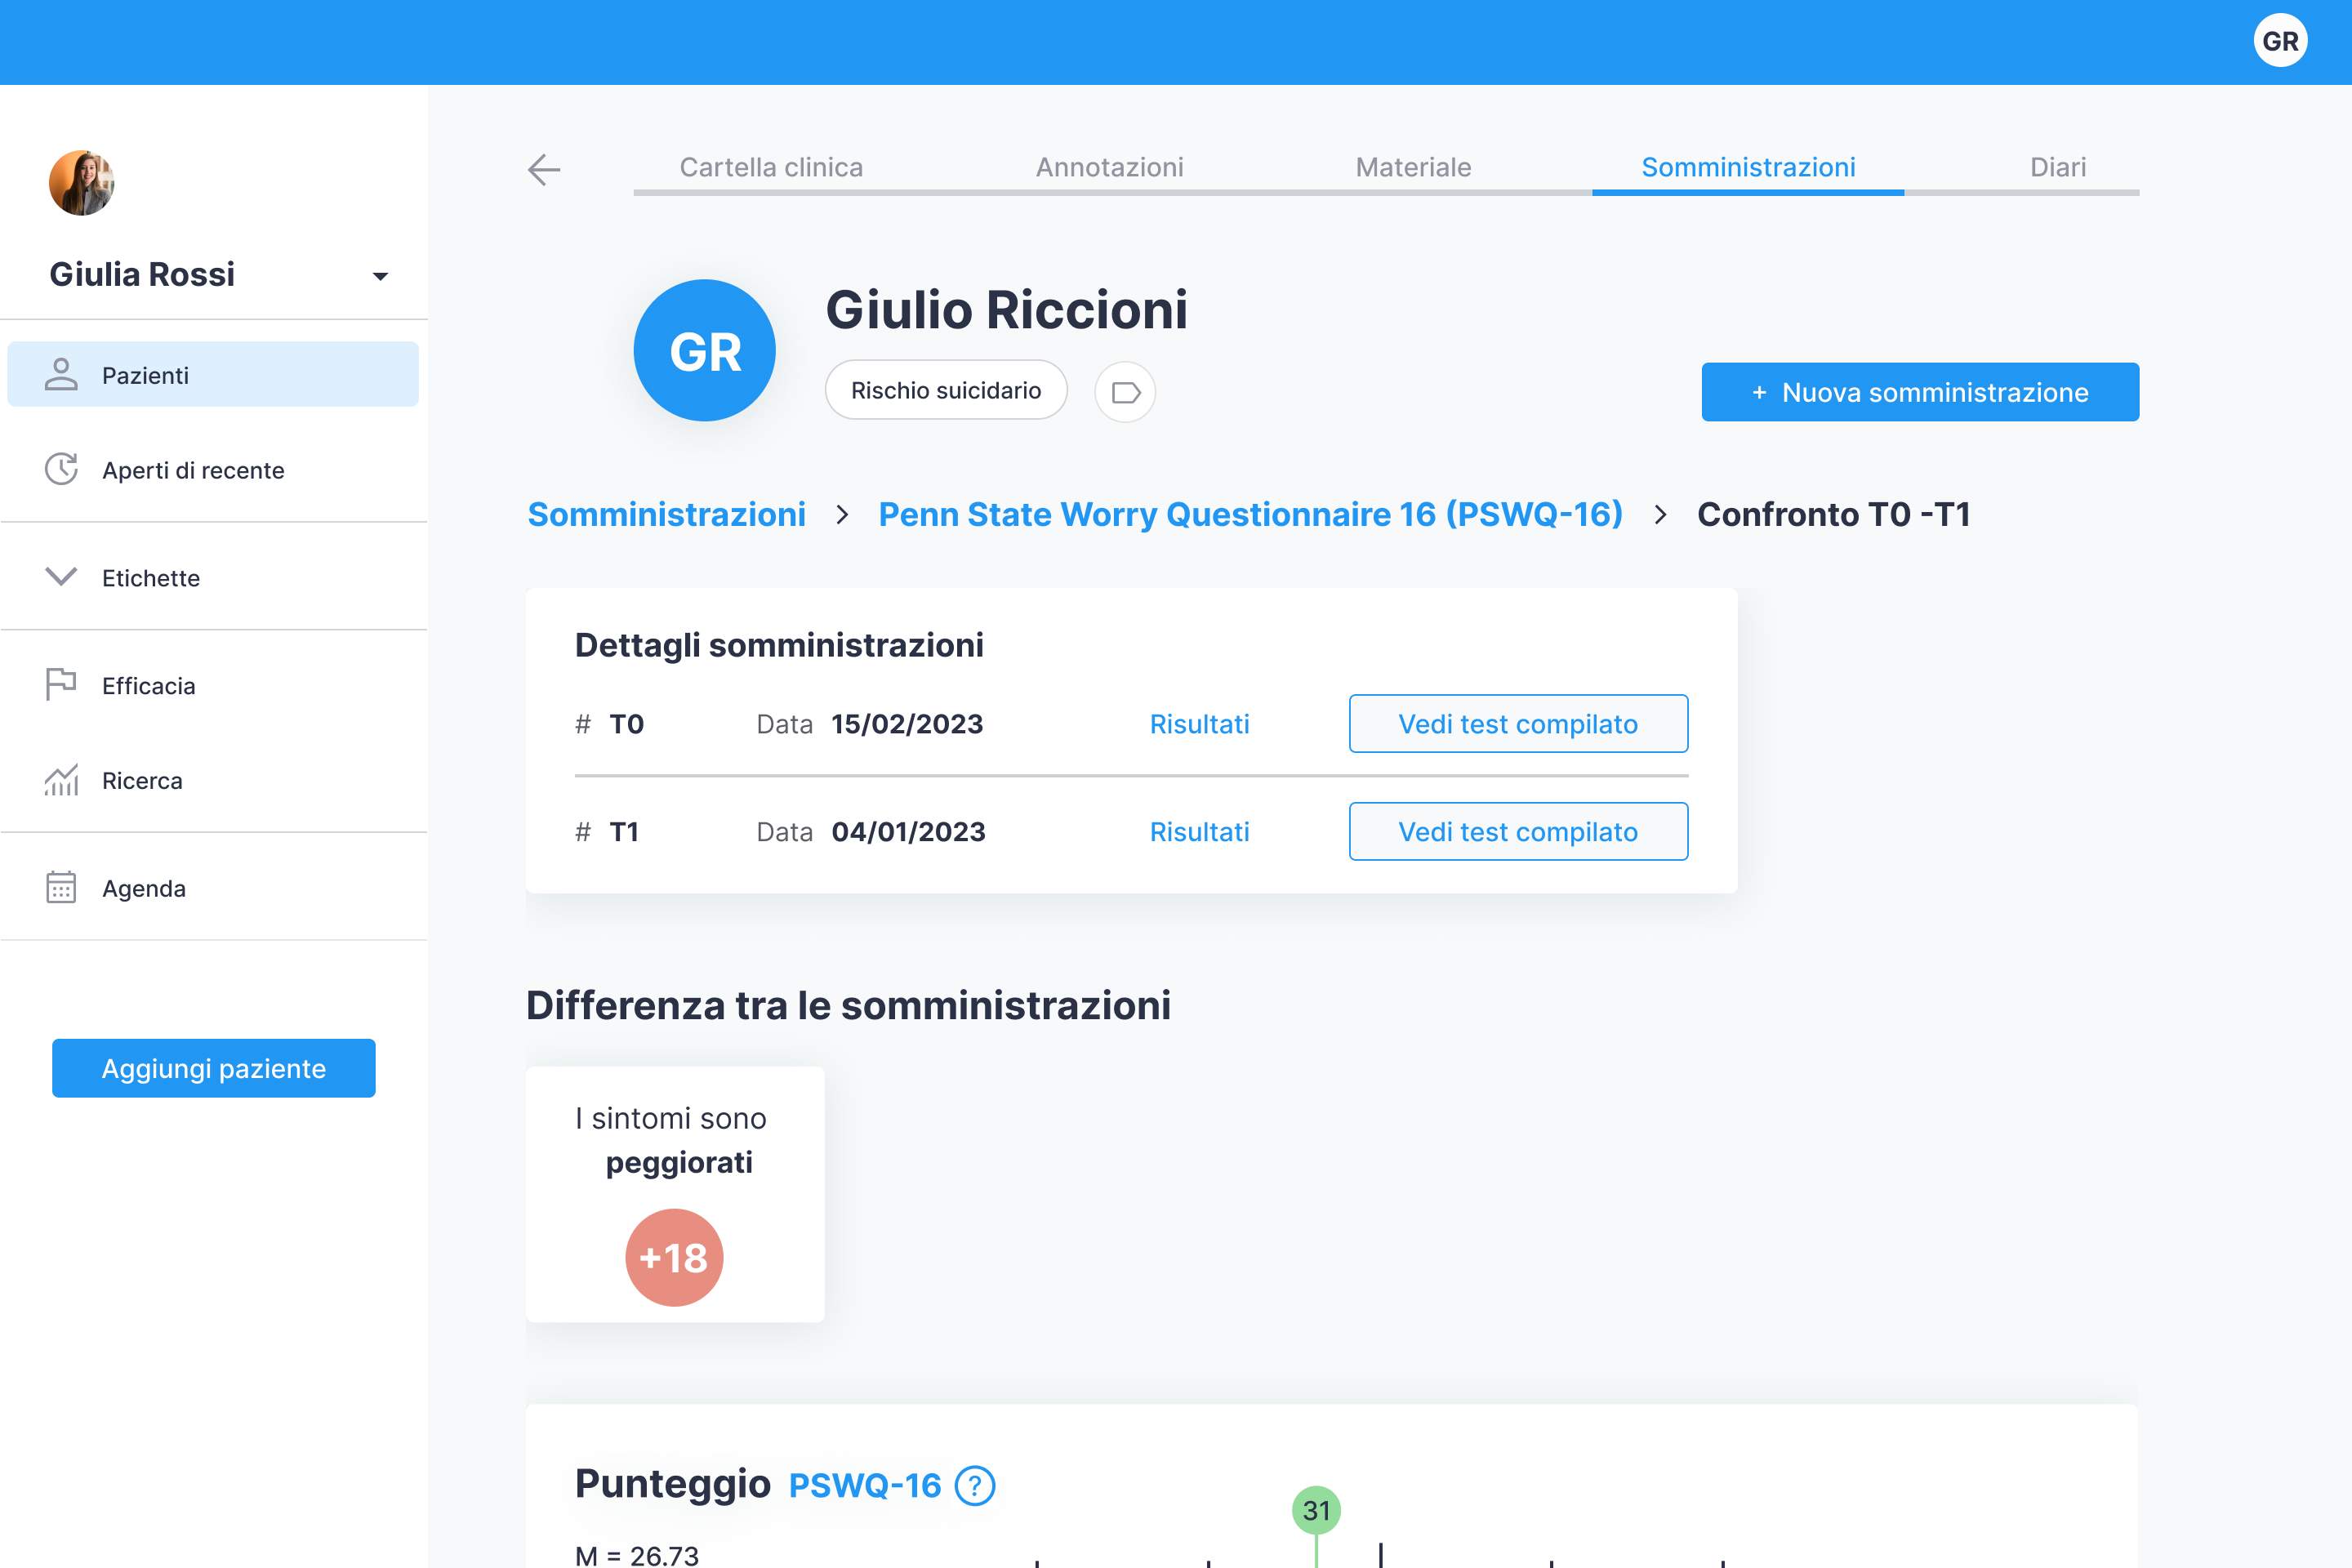 GR
Giulia Rossi
Pazienti
Aperti di recente
Etichette
Efficacia
Ricerca
Agenda
Aggiungi paziente
Cartella clinica
Annotazioni
Materiale
Somministrazioni
Diari
GR
Giulio Riccioni
Rischio suicidario
+ Nuova somministrazione
Somministrazioni > Penn State Worry Questionnaire 16 (PSWQ-16) > Confronto T0 -T1
Dettagli somministrazioni
# T0 Data 15/02/2023 Risultati Vedi test compilato
# T1 Data 04/01/2023 Risultati Vedi test compilato
Differenza tra le somministrazioni
I sintomi sono
peggiorati
+18
Punteggio PSWQ-16 ?
31
M = 26.73